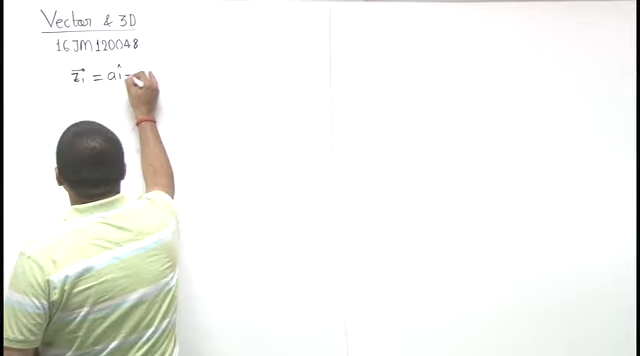 Vector & 3D
16JM120048
z⃗₁ = aî -